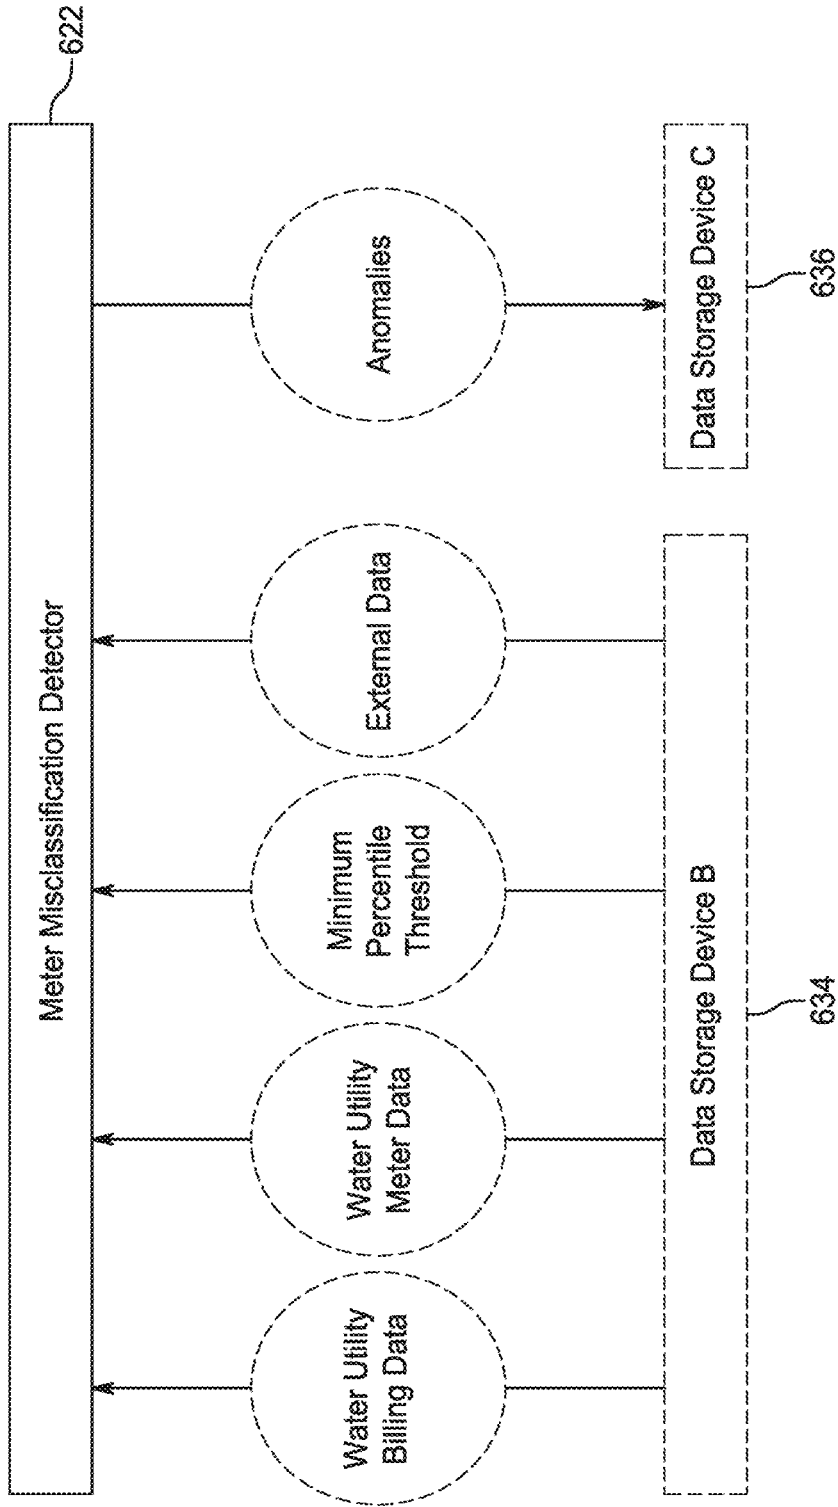 622
Meter Misclassification Detector
Water Utility
Billing Data
Water Utility
Meter Data
Minimum
Percentile
Threshold
External Data
Anomalies
Data Storage Device B
Data Storage Device C
634
636